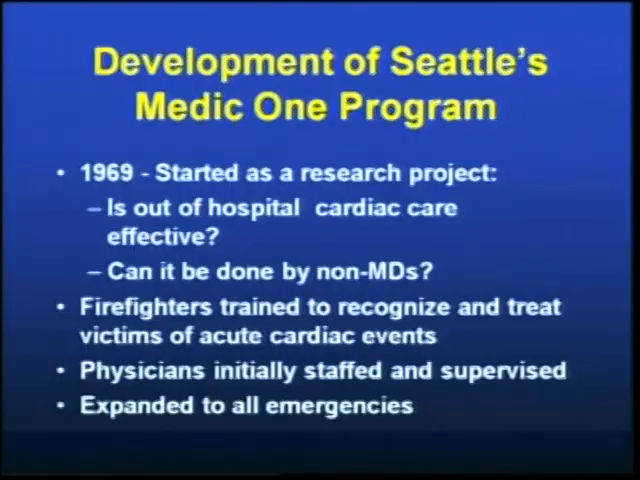 Development of Seattle's
Medic One Program
• 1969 - Started as a research project:
– Is out of hospital cardiac care
effective?
– Can it be done by non-MDs?
• Firefighters trained to recognize and treat
victims of acute cardiac events
• Physicians initially staffed and supervised
• Expanded to all emergencies